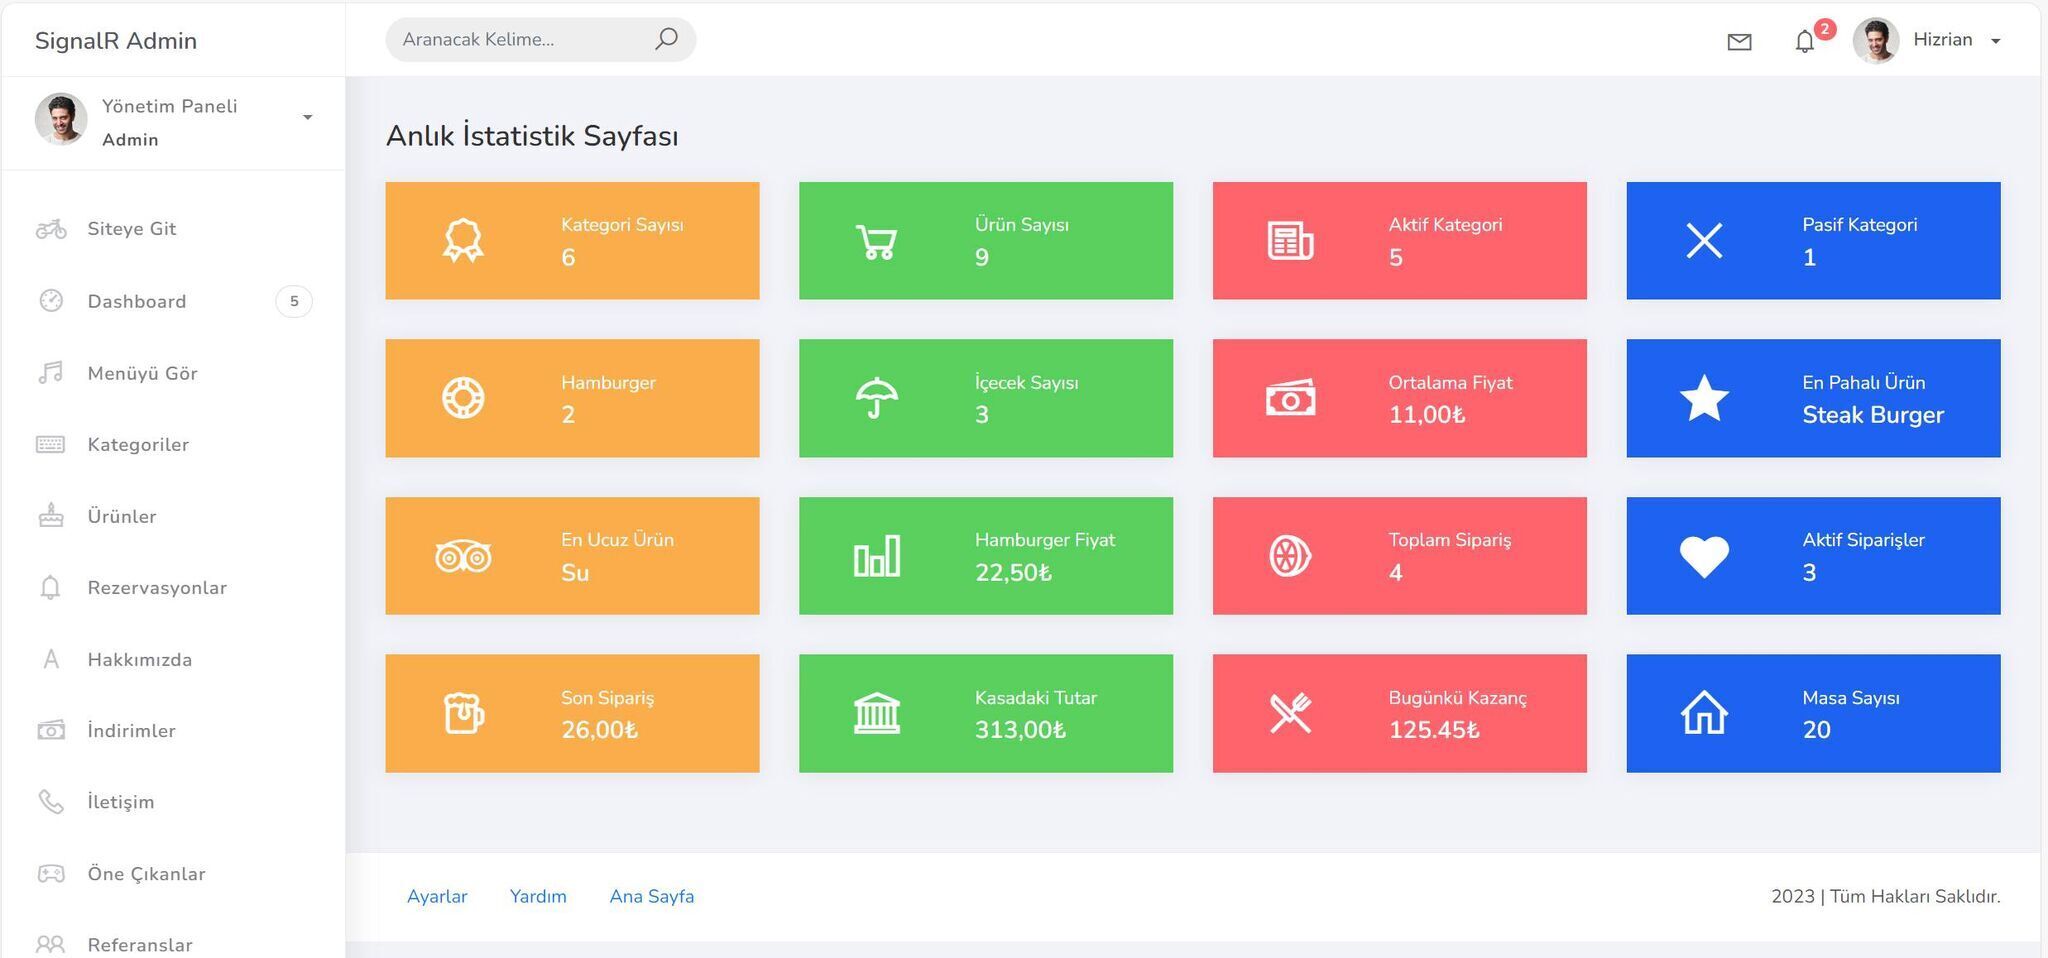 SignalR Admin
Aranacak Kelime...
2
Hizrian
Yönetim Paneli
Admin
Siteye Git
Dashboard
5
Menüyü Gör
Kategoriler
Ürünler
Rezervasyonlar
Hakkımızda
İndirimler
İletişim
Öne Çıkanlar
Referanslar
Anlık İstatistik Sayfası
Kategori Sayısı
6
Ürün Sayısı
9
Aktif Kategori
5
Pasif Kategori
1
Hamburger
2
İçecek Sayısı
3
Ortalama Fiyat
11,00₺
En Pahalı Ürün
Steak Burger
En Ucuz Ürün
Su
Hamburger Fiyat
22,50₺
Toplam Sipariş
4
Aktif Siparişler
3
Son Sipariş
26,00₺
Kasadaki Tutar
313,00₺
Bugünkü Kazanç
125.45₺
Masa Sayısı
20
Ayarlar
Yardım
Ana Sayfa
2023 | Tüm Hakları Saklıdır.